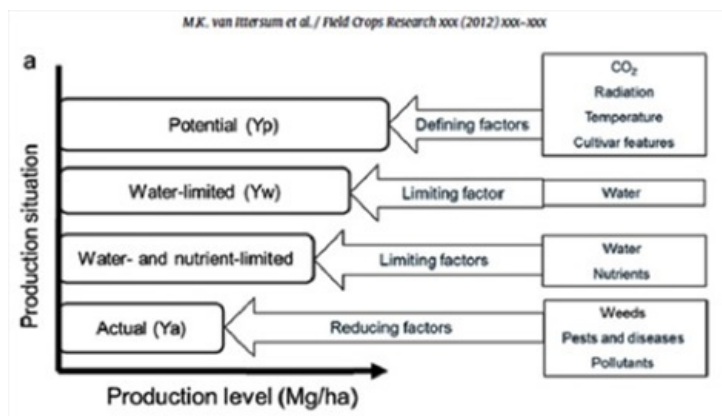 M.K. van Ittersum et al. / Field Crops Research xxx (2012) xxx–xxx
a
Production situation
Potential (Yp)
Defining factors
CO₂
Radiation
Temperature
Cultivar features
Water-limited (Yw)
Limiting factor
Water
Water- and nutrient-limited
Limiting factors
Water
Nutrients
Actual (Ya)
Reducing factors
Weeds
Pests and diseases
Pollutants
Production level (Mg/ha)